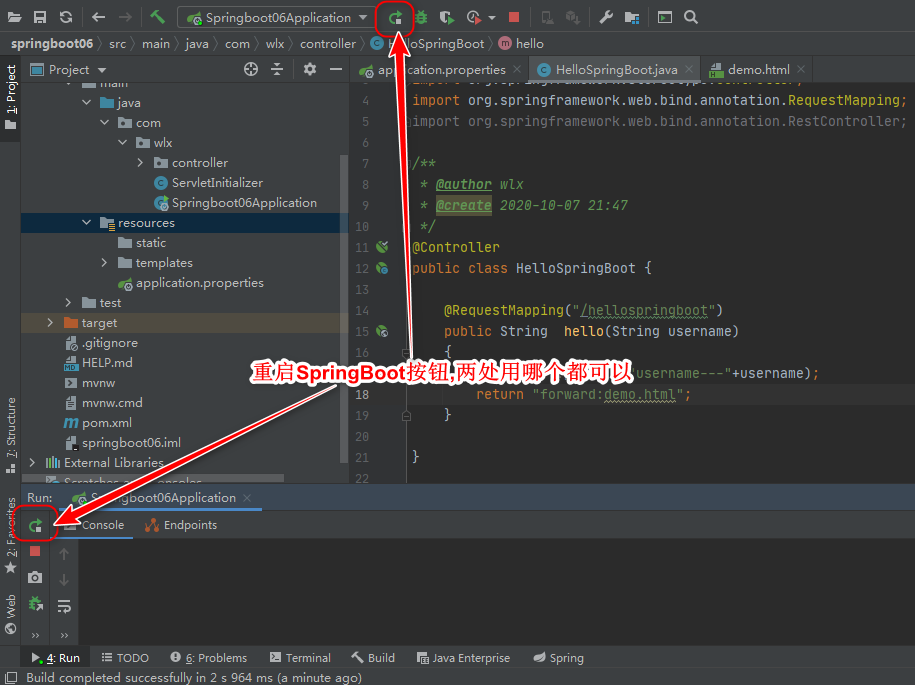 Springboot06Application
springboot06 src main java com wlx controller HelloSpringBoot hello
1: Project
Project
application.properties
HelloSpringBoot.java
demo.html
main
java
com
wlx
controller
ServletInitializer
Springboot06Application
resources
static
templates
application.properties
test
target
.gitignore
HELP.md
mvnw
mvnw.cmd
pom.xml
springboot06.iml
External Libraries
4 import org.springframework.web.bind.annotation.RequestMapping;
5 import org.springframework.web.bind.annotation.RestController;
6
7 /**
8 * @author wlx
9 * @create 2020-10-07 21:47
10 */
11 @Controller
12 public class HelloSpringBoot {
13
14 @RequestMapping("/hellospringboot")
15 public String hello(String username)
16 {
username---"+username);
18 return "forward:demo.html";
19 }
20
21 }
22
重启SpringBoot按钮,两处用哪个都可以
7: Structure
2: Favorites
Web
Run: Springboot06Application
Console Endpoints
4: Run TODO 6: Problems Terminal Build Java Enterprise Spring
Build completed successfully in 2 s 964 ms (a minute ago)